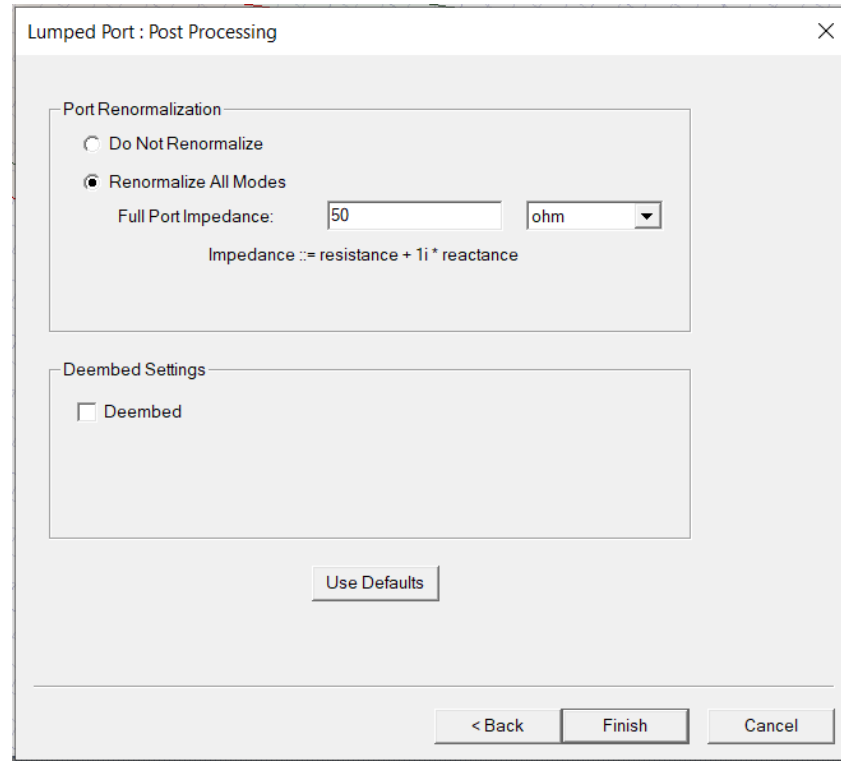 Lumped Port : Post Processing
Port Renormalization
Do Not Renormalize
Renormalize All Modes
Full Port Impedance: 50 ohm
Impedance ::= resistance + 1i * reactance
Deembed Settings
Deembed
Use Defaults
< Back Finish Cancel